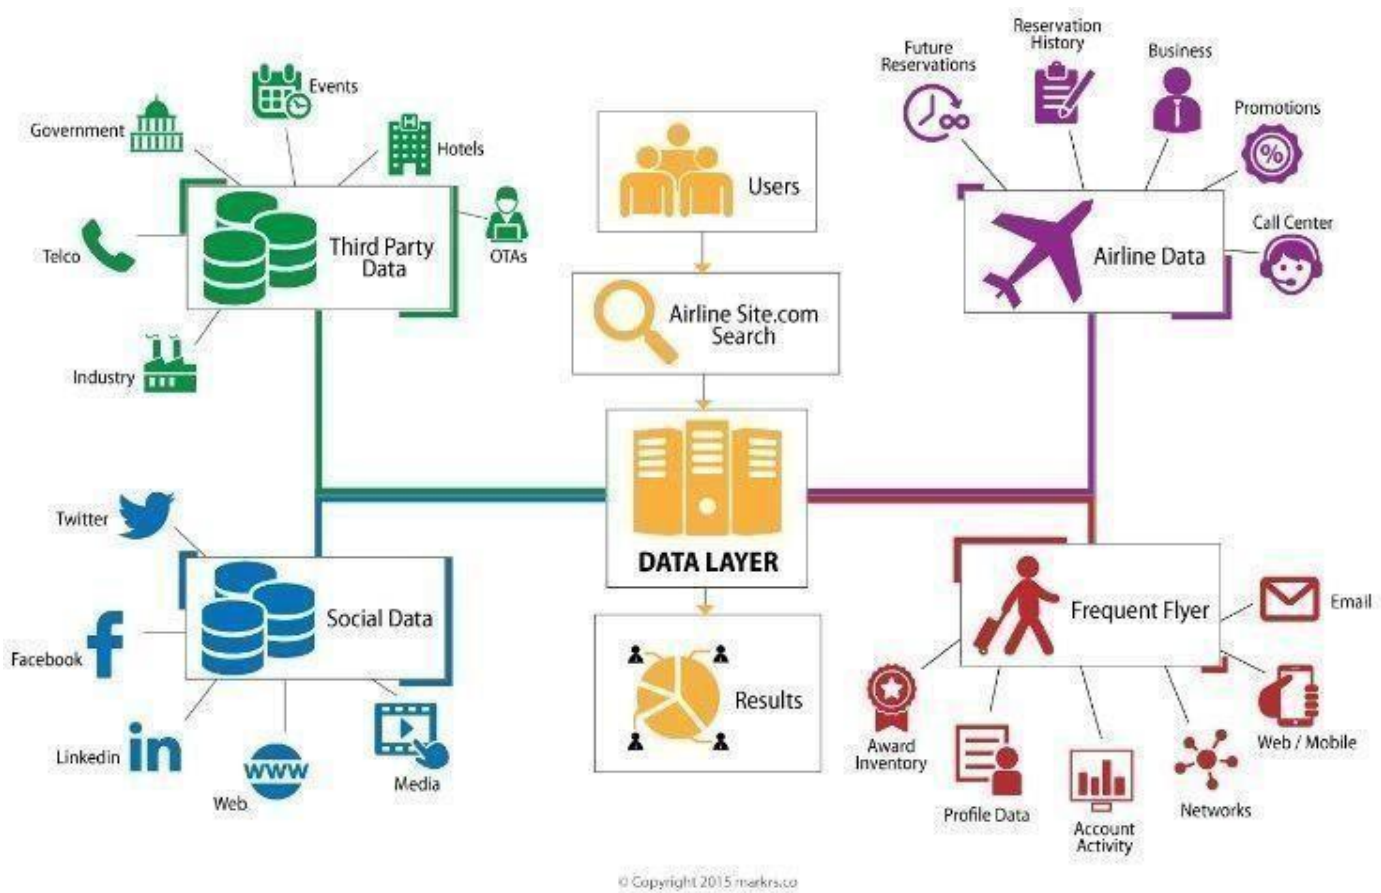 Government
Events
Hotels
Telco
Third Party
Data
OTAs
Industry
Users
Airline Site.com
Search
DATA LAYER
Results
Future
Reservations
Reservation
History
Business
Promotions
Airline Data
Call Center
Twitter
Facebook
Social Data
Linkedin
in
Web
www
Media
Frequent Flyer
Email
Web / Mobile
Award
Inventory
Profile Data
Account
Activity
Networks
© Copyright 2015 markrs.co
H
%
f